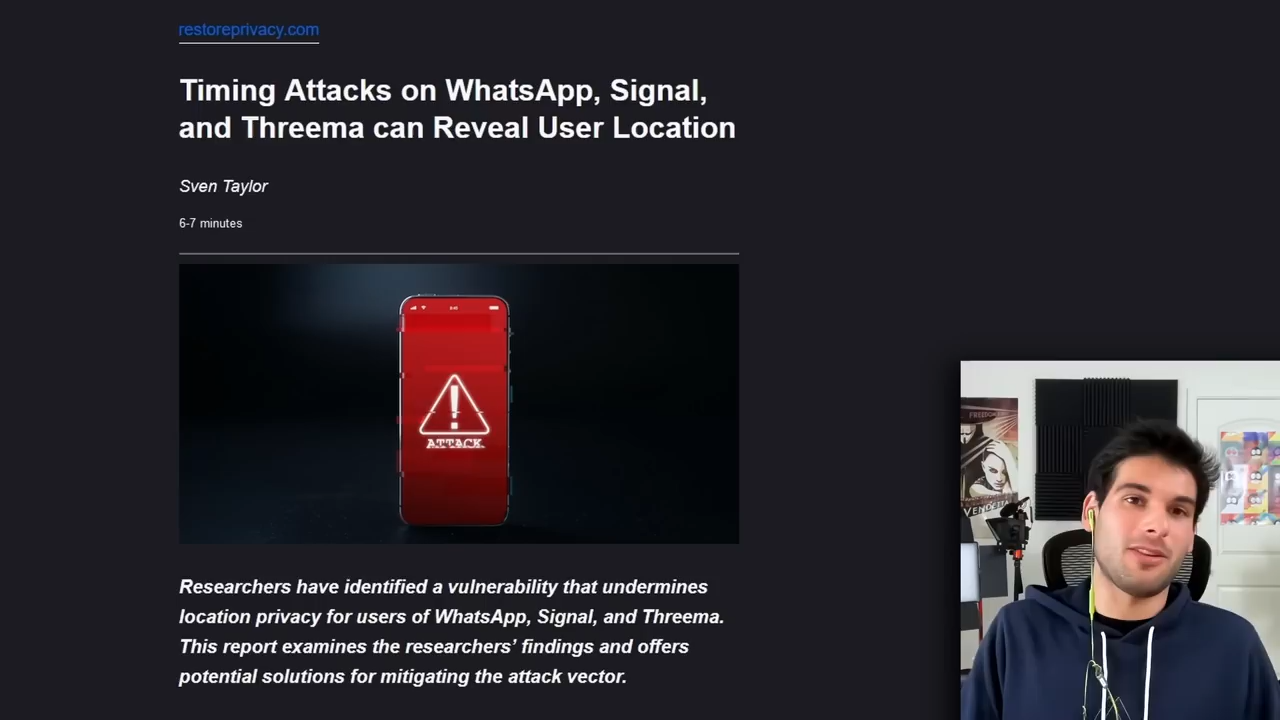 restoreprivacy.com
Timing Attacks on WhatsApp, Signal,
and Threema can Reveal User Location
Sven Taylor
6-7 minutes
ATTACK
Researchers have identified a vulnerability that undermines
location privacy for users of WhatsApp, Signal, and Threema.
This report examines the researchers' findings and offers
potential solutions for mitigating the attack vector.
FREEDOM
VENDETTA